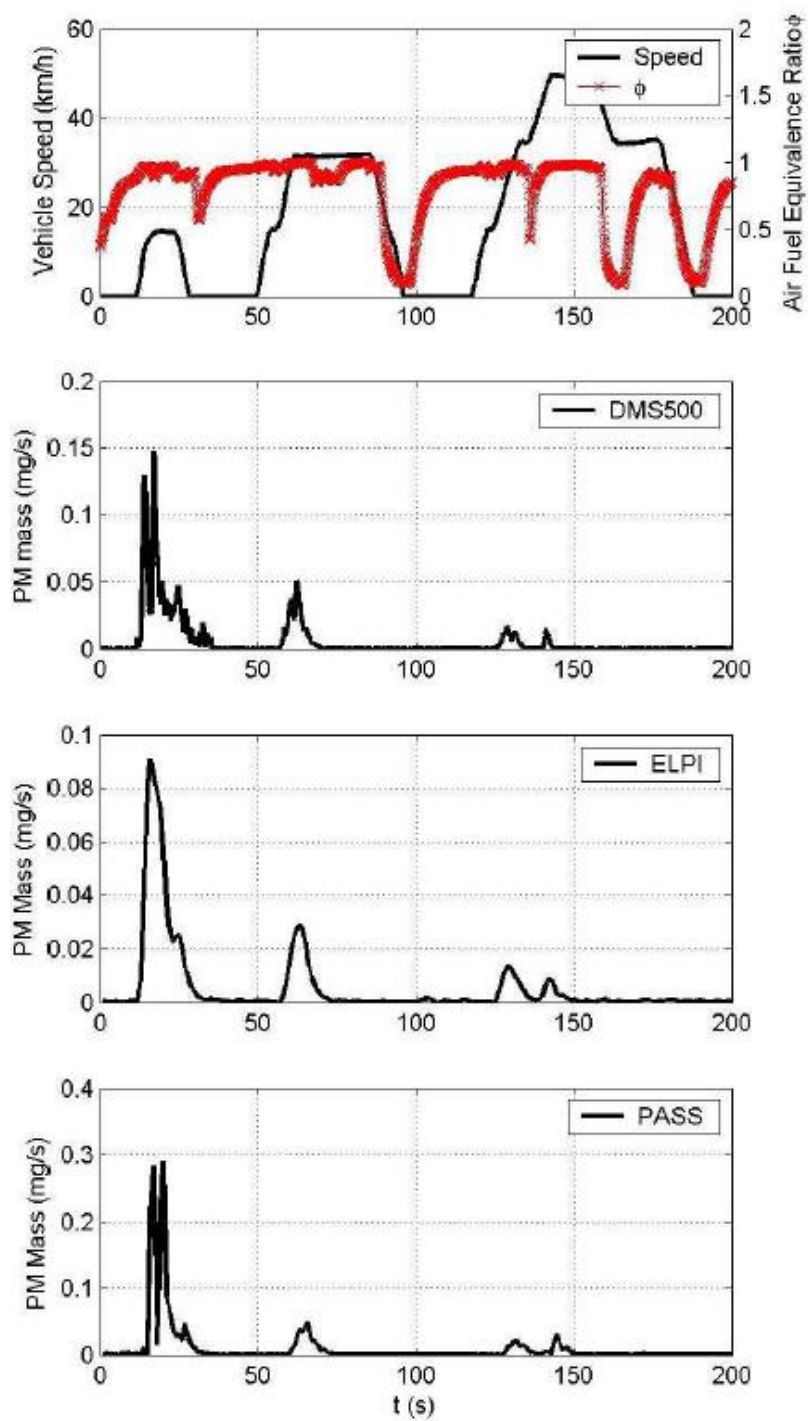 60
40
20
0
2
1.5
1
0.5
0
0 50 100 150 200
Vehicle Speed (km/h)
Air Fuel Equivalence Ratioϕ
Speed
ϕ
0.2
0.15
0.1
0.05
0
PM mass (mg/s)
DMS500
0 50 100 150 200
0.1
0.08
0.06
0.04
0.02
0
PM Mass (mg/s)
ELPI
0 50 100 150 200
0.4
0.3
0.2
0.1
0
PM Mass (mg/s)
PASS
0 50 100 150 200
t (s)